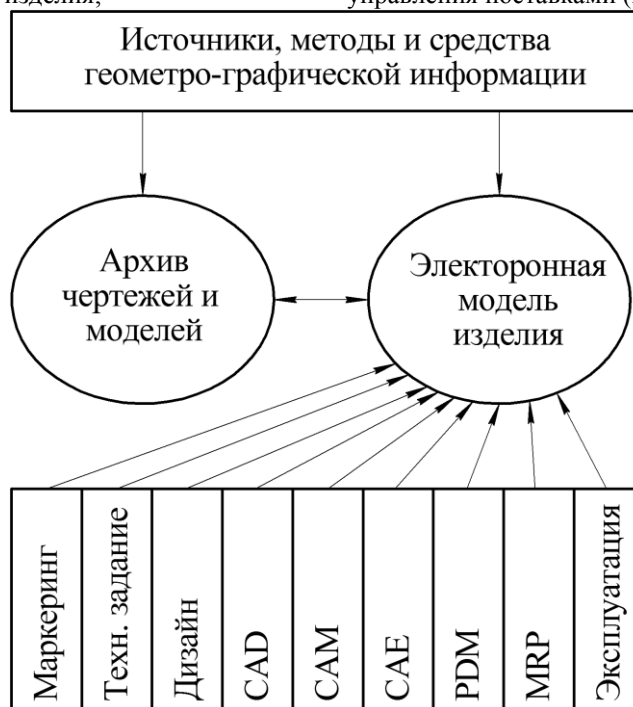 изделия,
управления поставками (
Источники, методы и средства
геометро-графической информации
Архив
чертежей и
моделей
Электоронная
модель
изделия
Маркеринг
Техн. задание
Дизайн
CAD
CAM
CAE
PDM
MRP
Эксплуатация